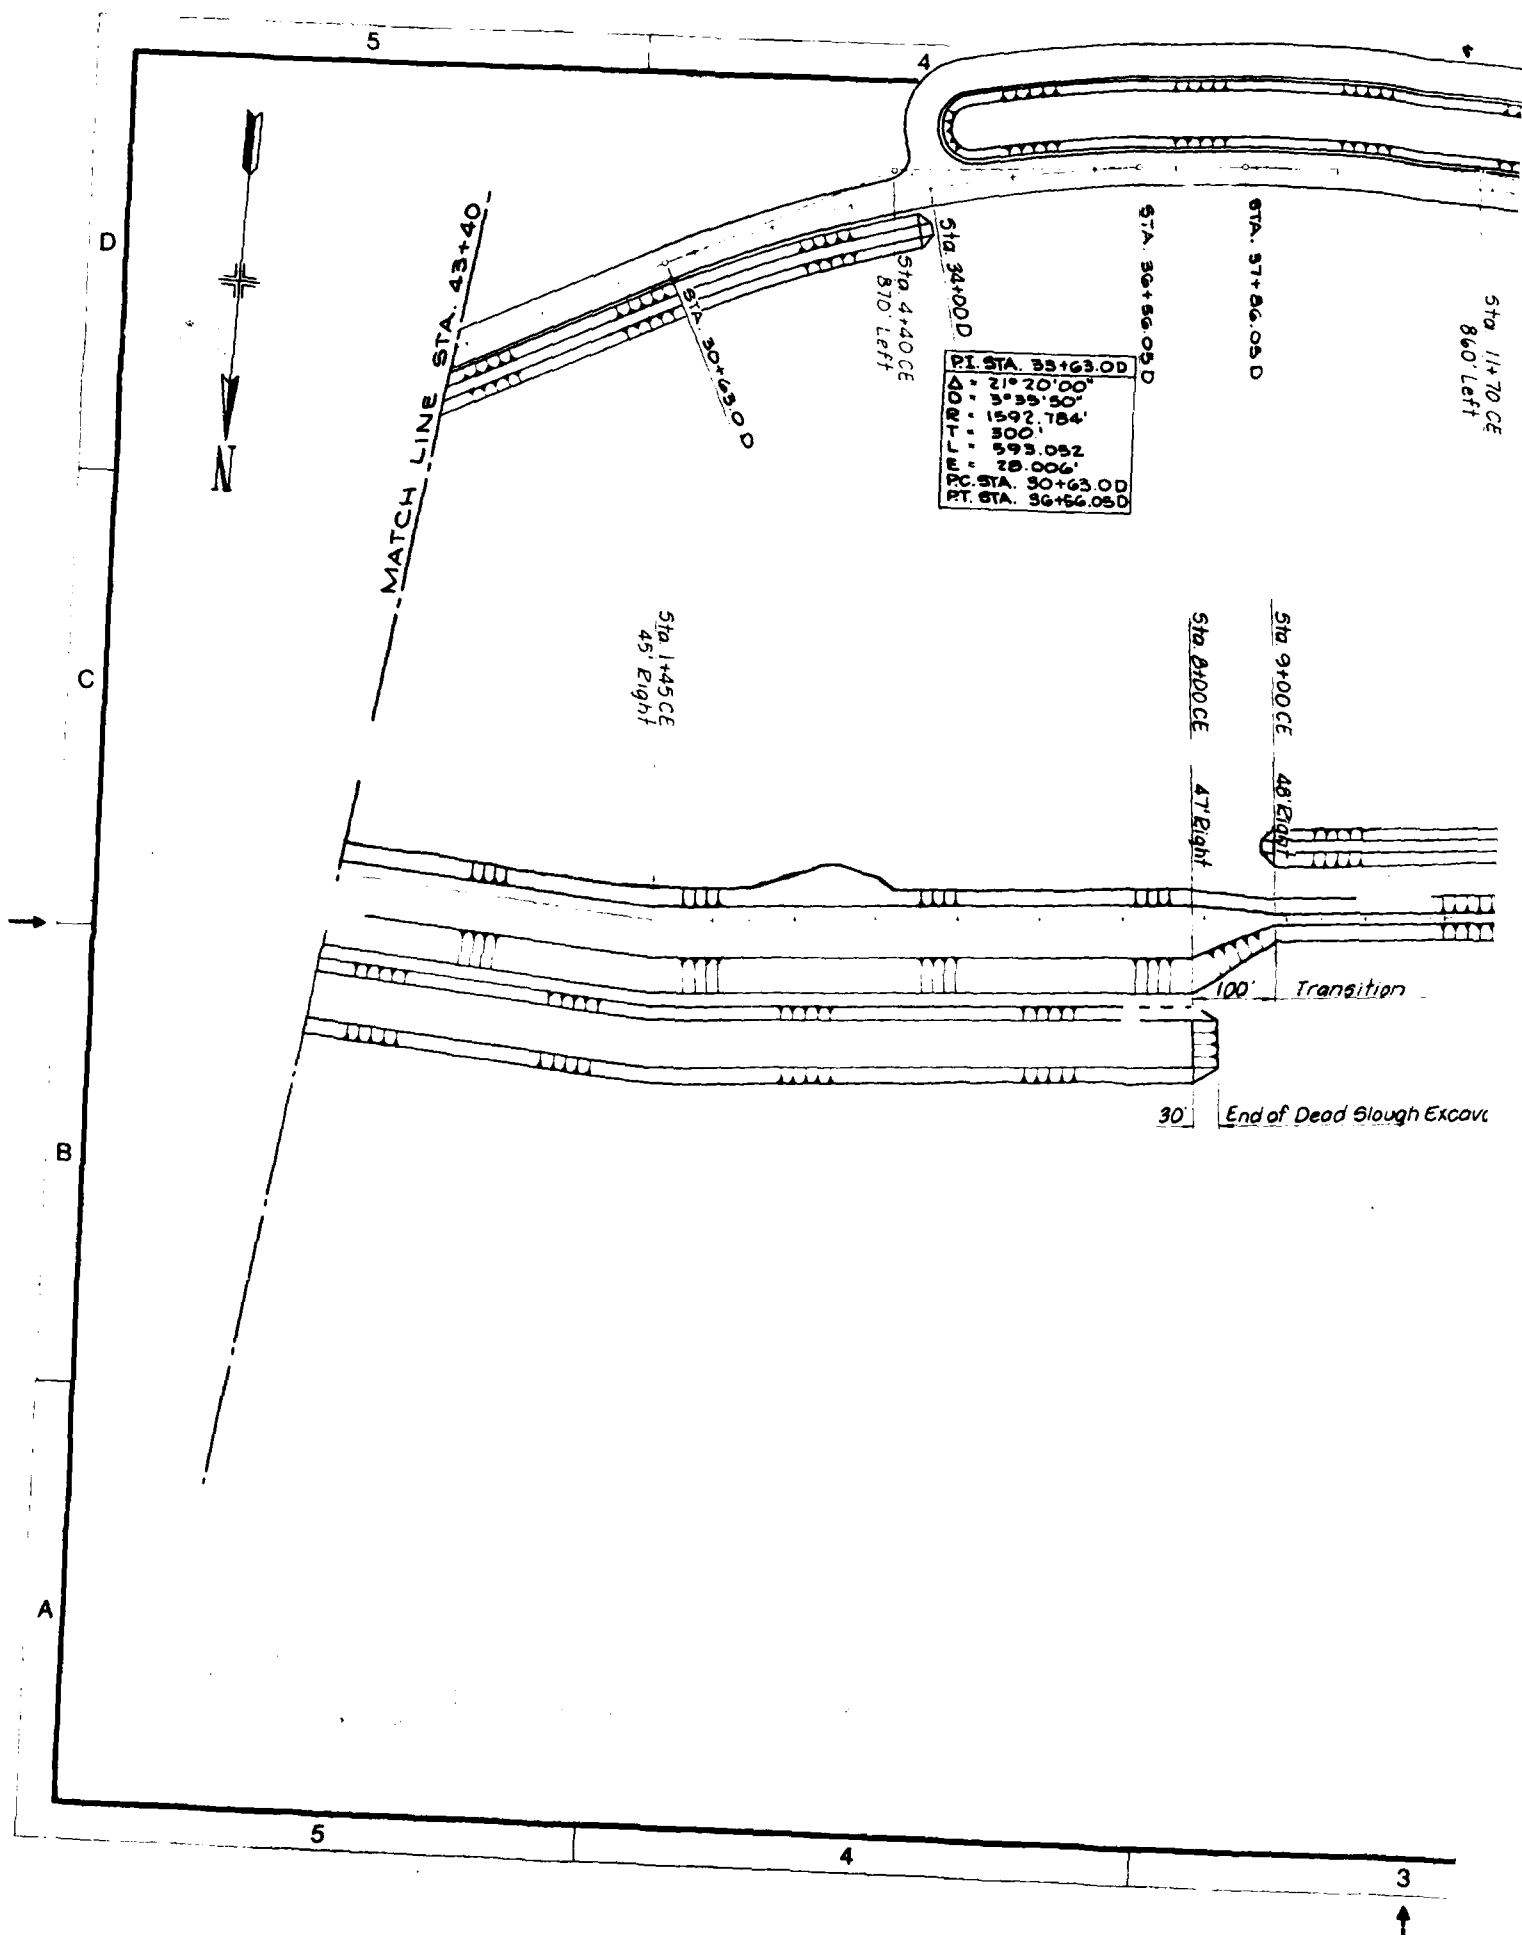 5
4
D
N
MATCH LINE STA. 43+40
STA. 30+63.0 D
Sta. 4+40 CE
870' Left
Sta. 34+00 D
STA. 36+56.05 D
STA. 37+86.05 D
Sta 11+70 CE
860' Left
P.I. STA. 33+63.0 D
Δ = 21° 20' 00"
D = 3° 35' 50"
R = 1592.784'
T = 300.'
L = 593.052
E = 28.006'
P.C. STA. 30+63.0 D
P.T. STA. 36+56.05 D
C
Sta. 1+45 CE
45' Right
Sta. 8+00 CE 47' Right
Sta 9+00 CE 48' Right
100' Transition
30' End of Dead Slough Excava
B
A
5
4
3